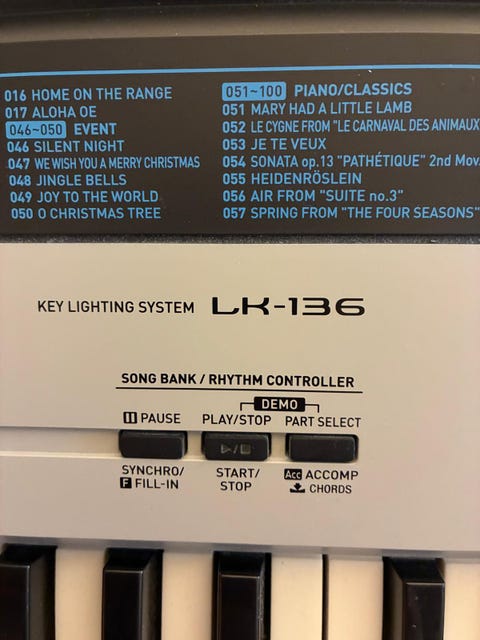 016 HOME ON THE RANGE
017 ALOHA OE
046~050 EVENT
046 SILENT NIGHT
047 WE WISH YOU A MERRY CHRISTMAS
048 JINGLE BELLS
049 JOY TO THE WORLD
050 O CHRISTMAS TREE
051~100 PIANO/CLASSICS
051 MARY HAD A LITTLE LAMB
052 LE CYGNE FROM "LE CARNAVAL DES ANIMAUX
053 JE TE VEUX
054 SONATA op.13 "PATHÉTIQUE" 2nd Mov.
055 HEIDENRÖSLEIN
056 AIR FROM "SUITE no.3"
057 SPRING FROM "THE FOUR SEASONS"
KEY LIGHTING SYSTEM LK-136
SONG BANK / RHYTHM CONTROLLER
DEMO
PAUSE PLAY/STOP PART SELECT
SYNCHRO/ START/ Acc ACCOMP
F FILL-IN STOP CHORDS